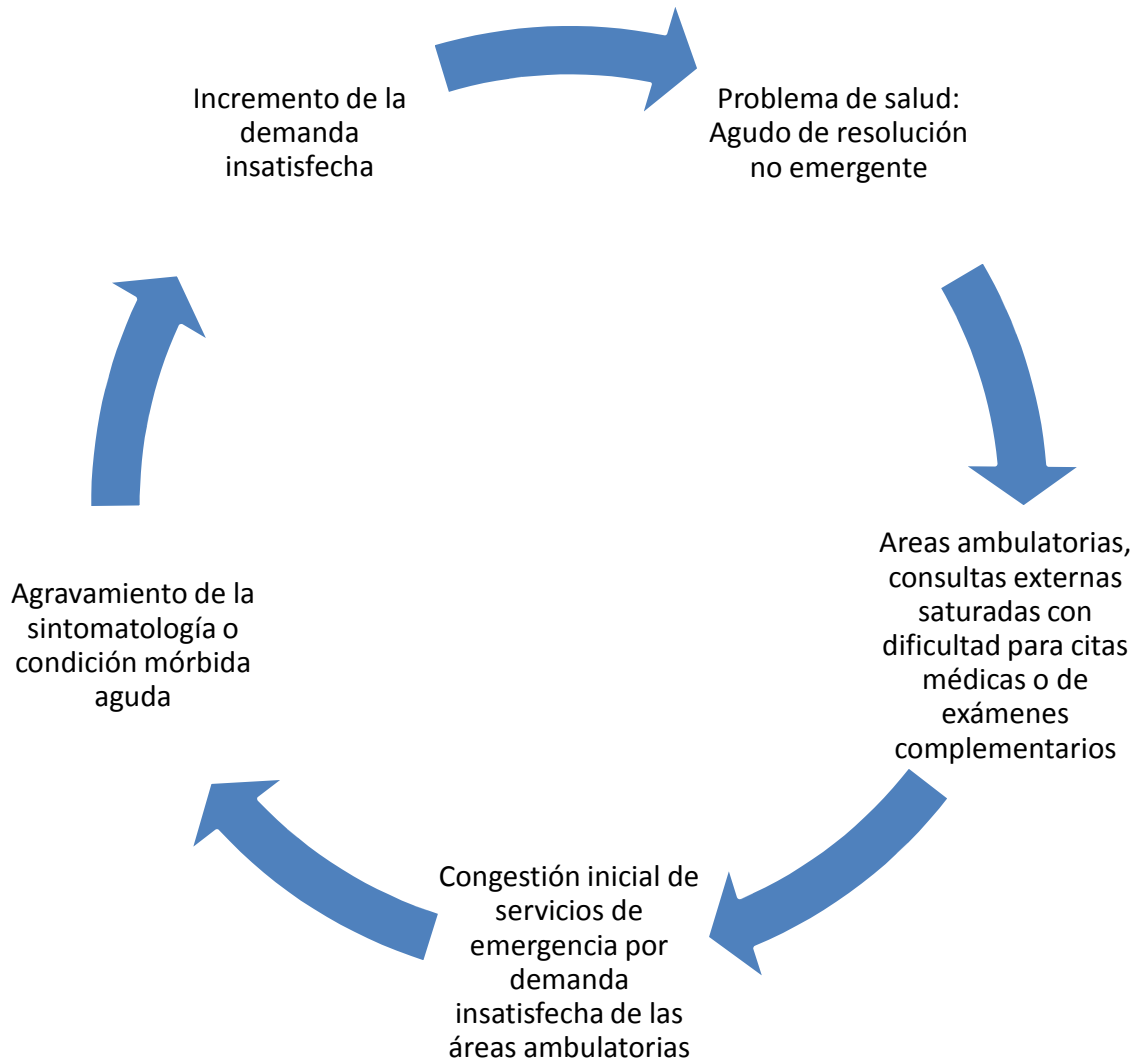 Incremento de la
demanda
insatisfecha
Problema de salud:
Agudo de resolución
no emergente
Areas ambulatorias,
consultas externas
saturadas con
dificultad para citas
médicas o de
exámenes
complementarios
Congestión inicial de
servicios de
emergencia por
demanda
insatisfecha de las
áreas ambulatorias
Agravamiento de la
sintomatología o
condición mórbida
aguda